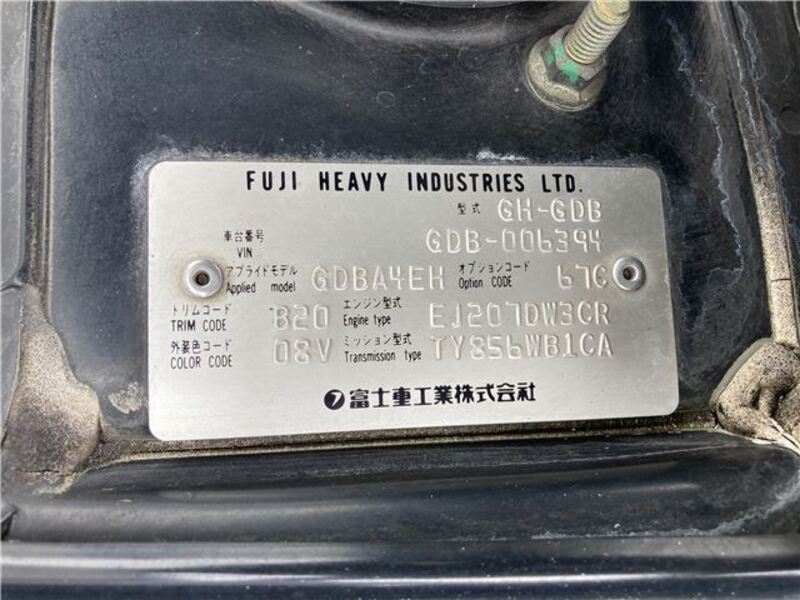 FUJI HEAVY INDUSTRIES LTD.
型式 GH-GDB
車台番号 VIN GDB-006394
アプライドモデル Applied model GDBA4EH オプションコード Option CODE 67C
トリムコード TRIM CODE B20 エンジン型式 Engine type EJ207DW3CR
外装色コード COLOR CODE 08V ミッション型式 Transmission type TY856WB1CA
富士重工業株式会社